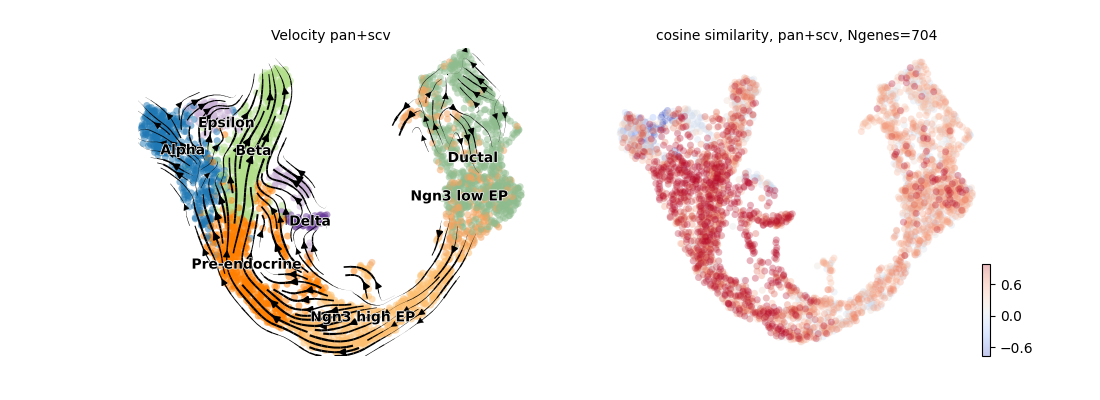 Velocity pan+scv
cosine similarity, pan+scv, Ngenes=704
Epsilon
Alpha
Beta
Ductal
Ngn3 low EP
Delta
Pre-endocrine
Ngn3 high EP
0.6
0.0
−0.6